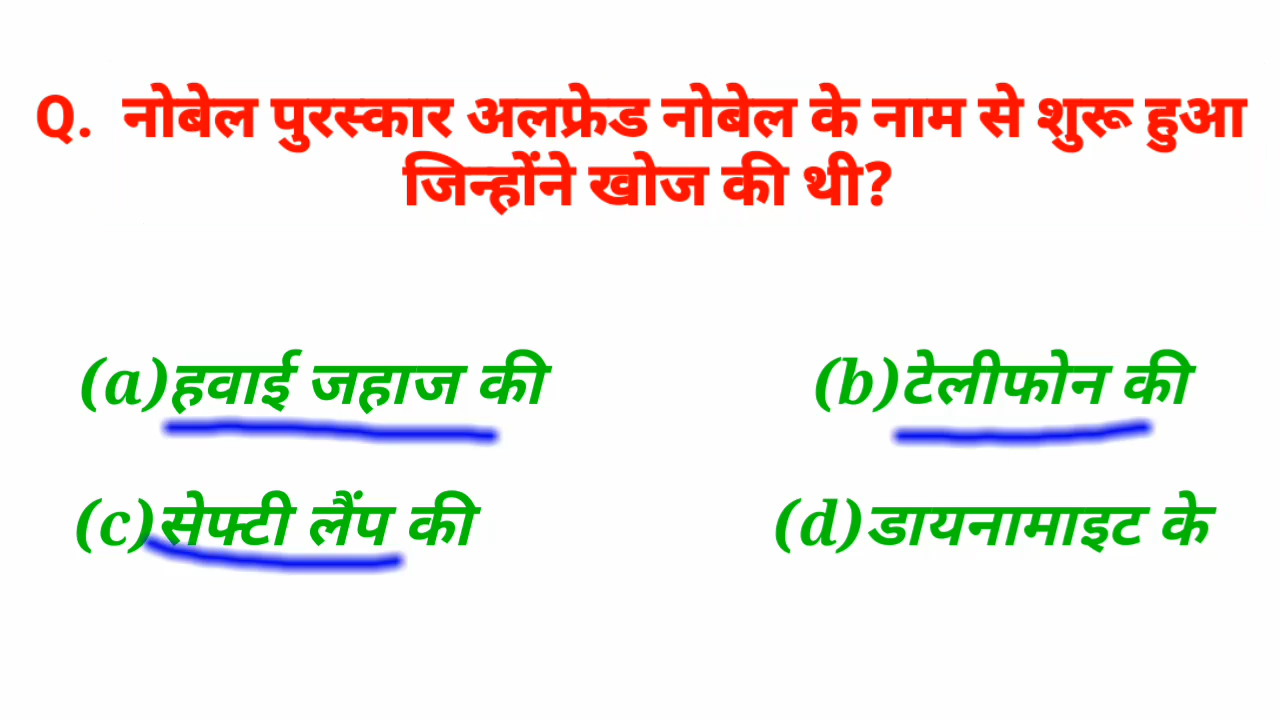 Q. नोबेल पुरस्कार अलफ्रेड नोबेल के नाम से शुरू हुआ
जिन्होंने खोज की थी?
(a)हवाई जहाज की (b)टेलीफोन की
(c)सेफ्टी लैंप की (d)डायनामाइट के